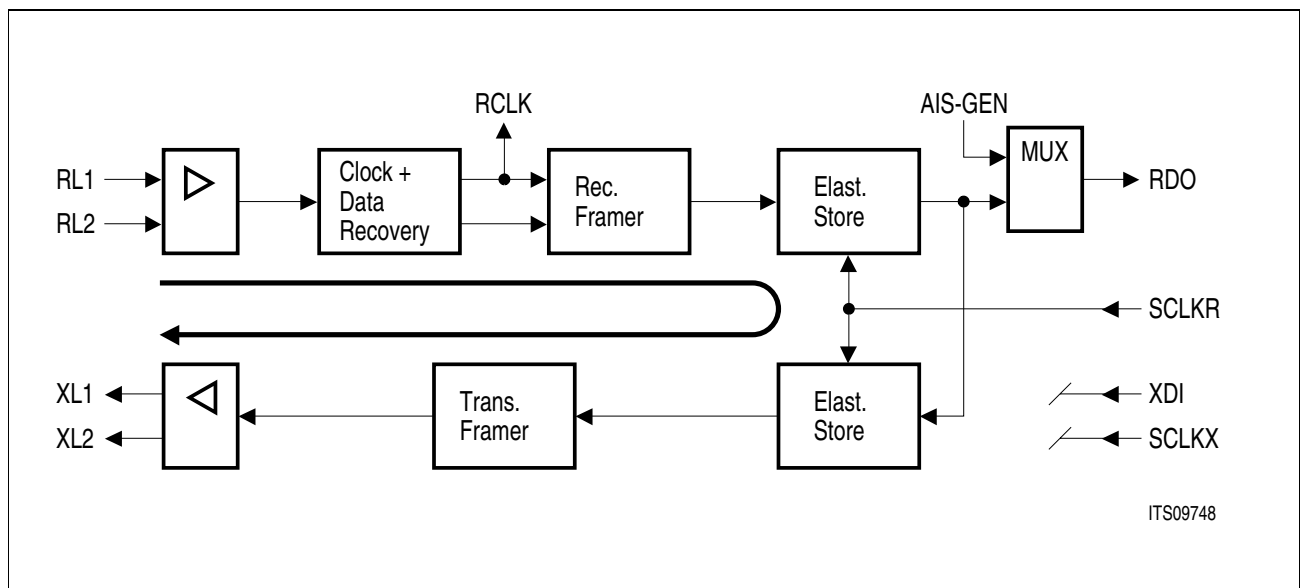 RCLK
AIS-GEN
RL1
RL2
Clock +
Data
Recovery
Rec.
Framer
Elast.
Store
MUX
RDO
SCLKR
XL1
XL2
Trans.
Framer
Elast.
Store
XDI
SCLKX
ITS09748